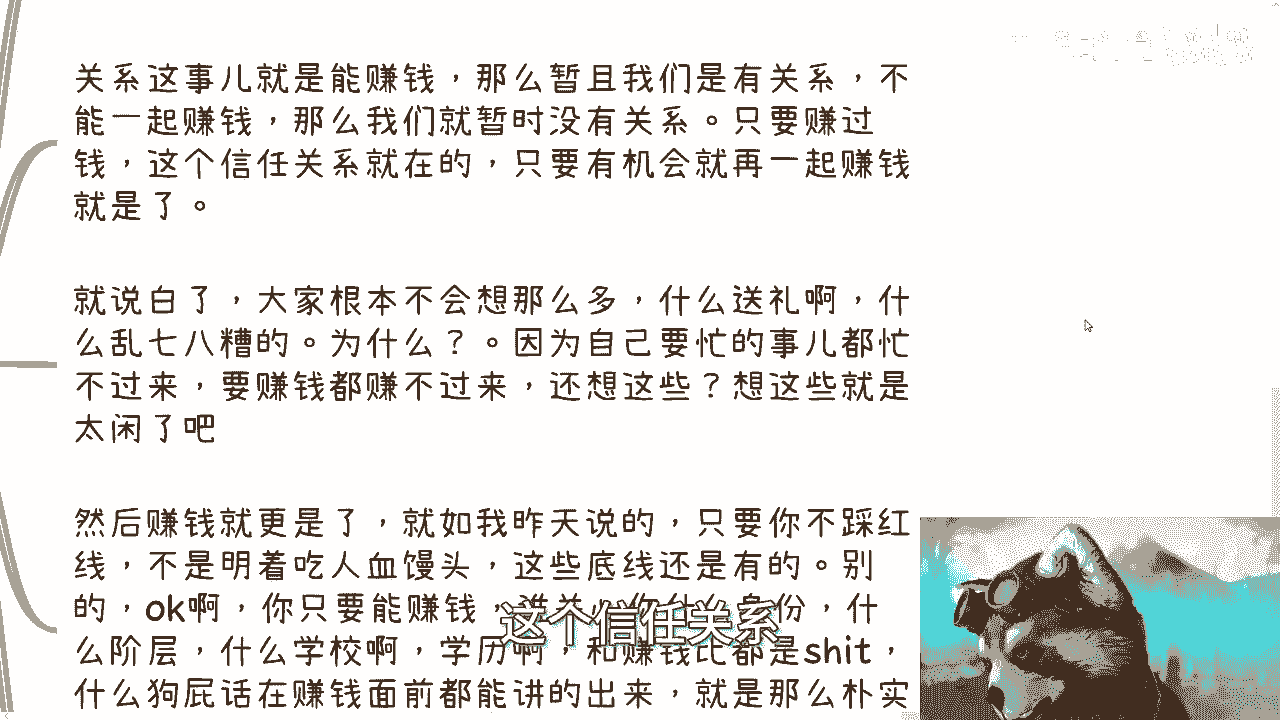 关系这事儿就是能赚钱，那么暂且我们是有关系，不
能一起赚钱，那么我们就暂时没有关系。只要赚过
钱，这个信任关系就在的，只要有机会就再一起赚钱
就是了。
就说白了，大家根本不会想那么多，什么送礼啊，什
么乱七八糟的。为什么？。因为自己要忙的事儿都忙
不过来，要赚钱都赚不过来，还想这些？想这些就是
太闲了吧
然后赚钱就更是了，就如我昨天说的，只要你不踩红
线，不是明着吃人血馒头，这些底线还是有的。别
的，ok啊，你只要能赚钱，份，什
么阶层，什么学校啊，学历啊，和赚钱比都是shit，
什么狗屁话在赚钱面前都能讲的出来，就是那么朴实
这个信任关系